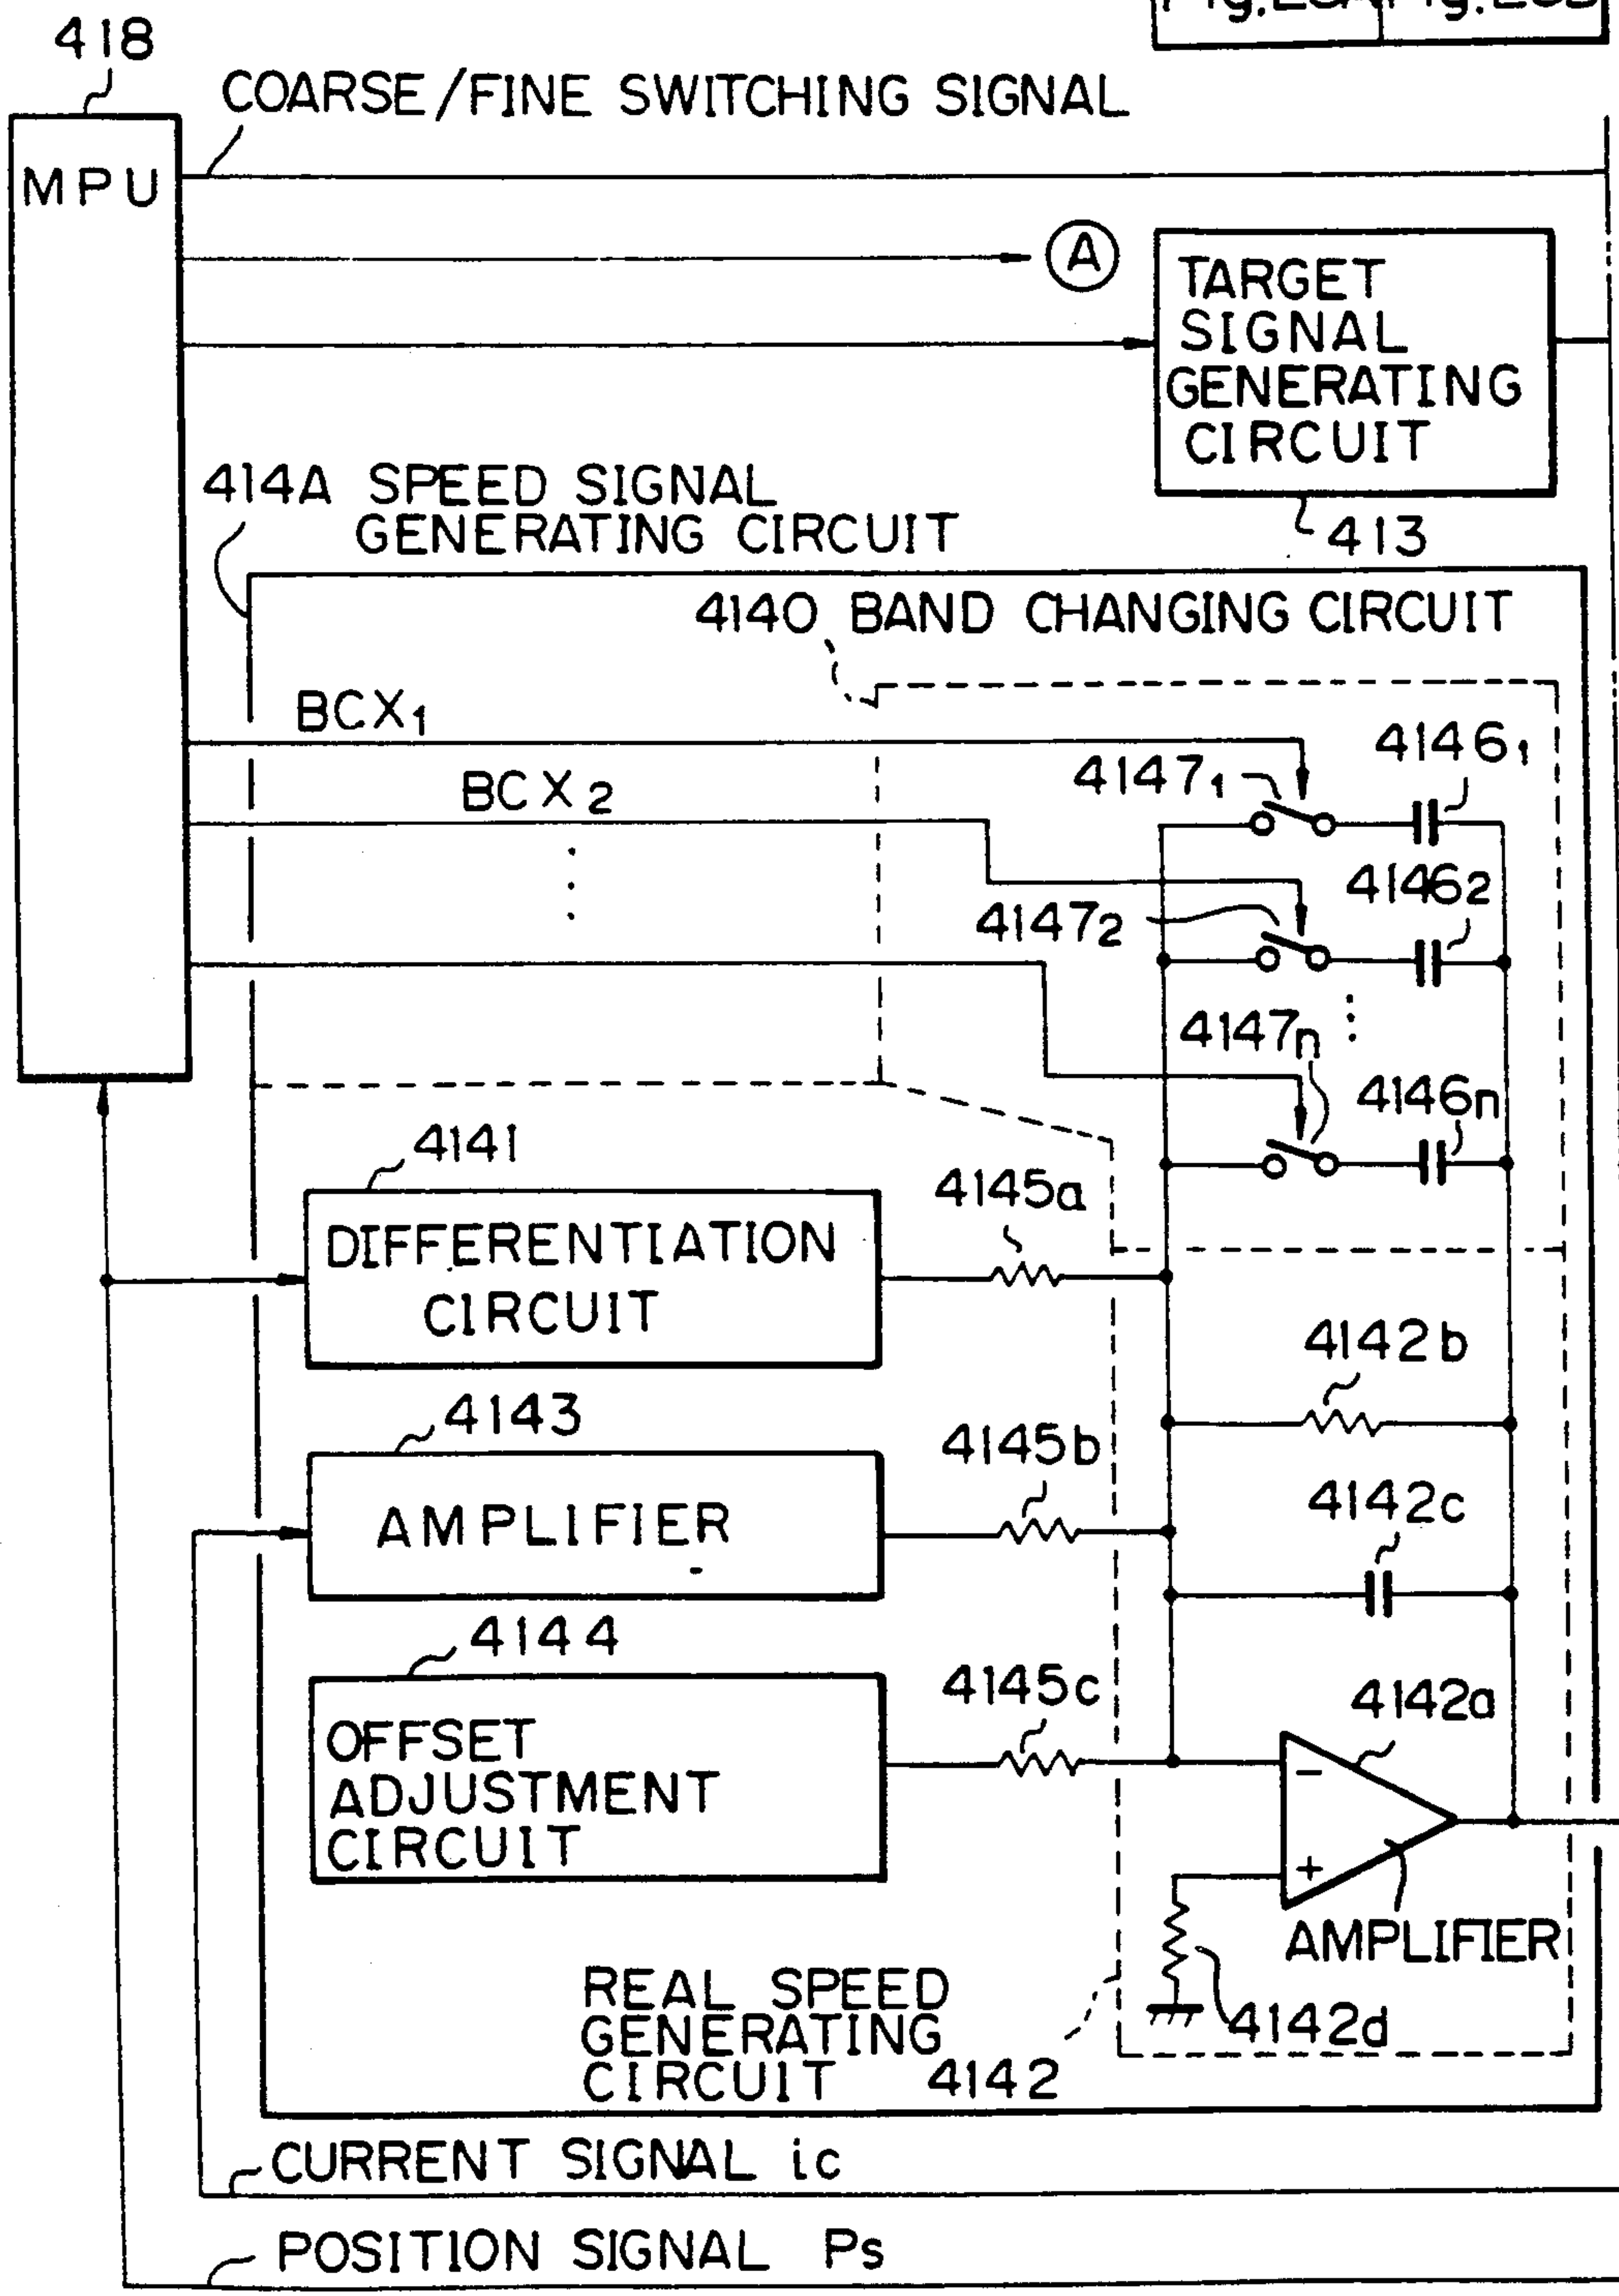 418
COARSE/FINE SWITCHING SIGNAL
MPU
A
TARGET
SIGNAL
GENERATING
CIRCUIT
413
414A SPEED SIGNAL
GENERATING CIRCUIT
4140 BAND CHANGING CIRCUIT
BCX₁
BCX₂
4147₁
4146₁
4147₂
4146₂
4147n
4146n
4141
DIFFERENTIATION
CIRCUIT
4145a
4142b
4143
AMPLIFIER
4145b
4142c
4144
OFFSET
ADJUSTMENT
CIRCUIT
4145c
4142a
−
+
AMPLIFIER
4142d
REAL SPEED
GENERATING
CIRCUIT 4142
CURRENT SIGNAL ic
POSITION SIGNAL Ps